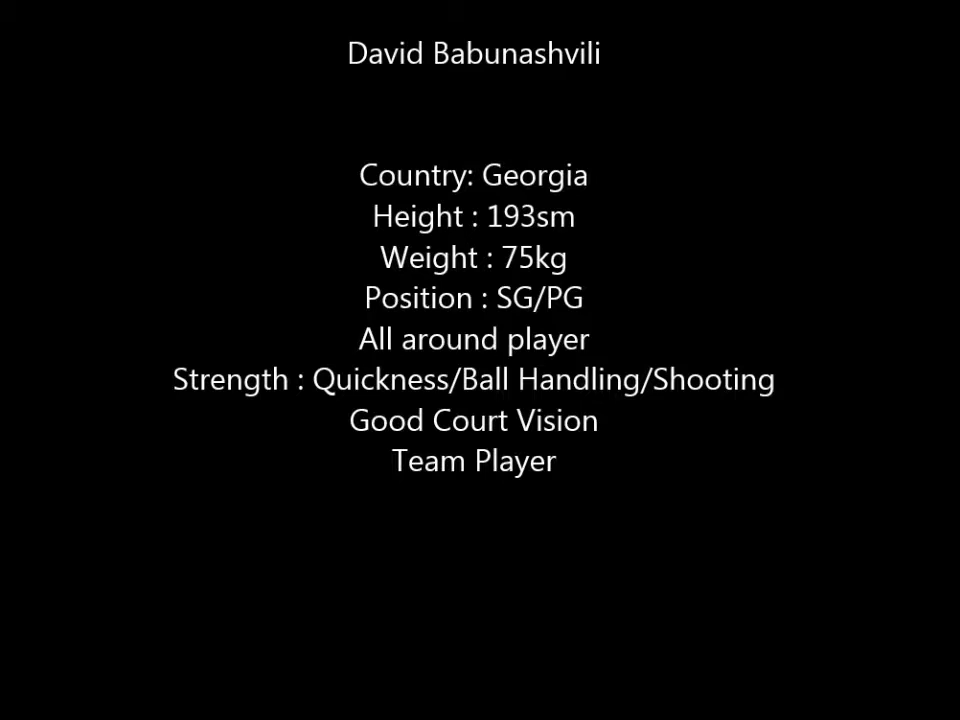 David Babunashvili
Country: Georgia
Height : 193sm
Weight : 75kg
Position : SG/PG
All around player
Strength : Quickness/Ball Handling/Shooting
Good Court Vision
Team Player